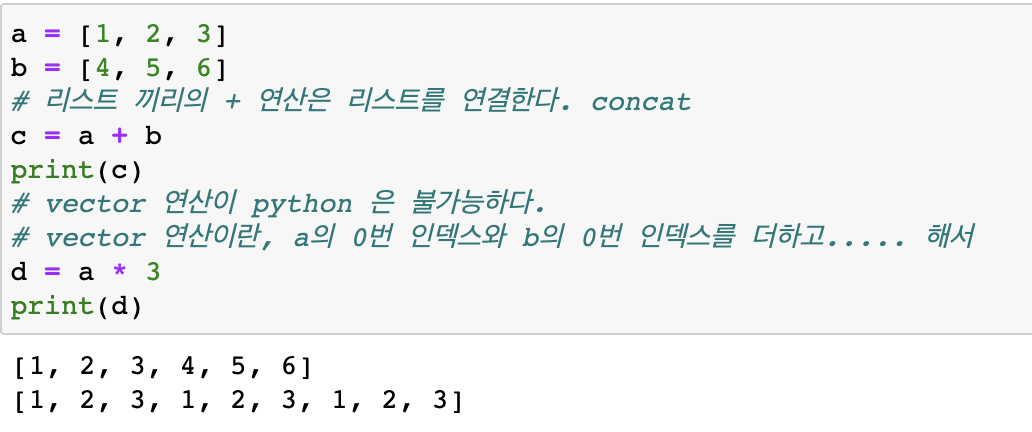 a = [1, 2, 3]
b = [4, 5, 6]
# 리스트 끼리의 + 연산은 리스트를 연결한다. concat
c = a + b
print(c)
# vector 연산이 python 은 불가능하다.
# vector 연산이란, a의 0번 인덱스와 b의 0번 인덱스를 더하고..... 해서
d = a * 3
print(d)
[1, 2, 3, 4, 5, 6]
[1, 2, 3, 1, 2, 3, 1, 2, 3]